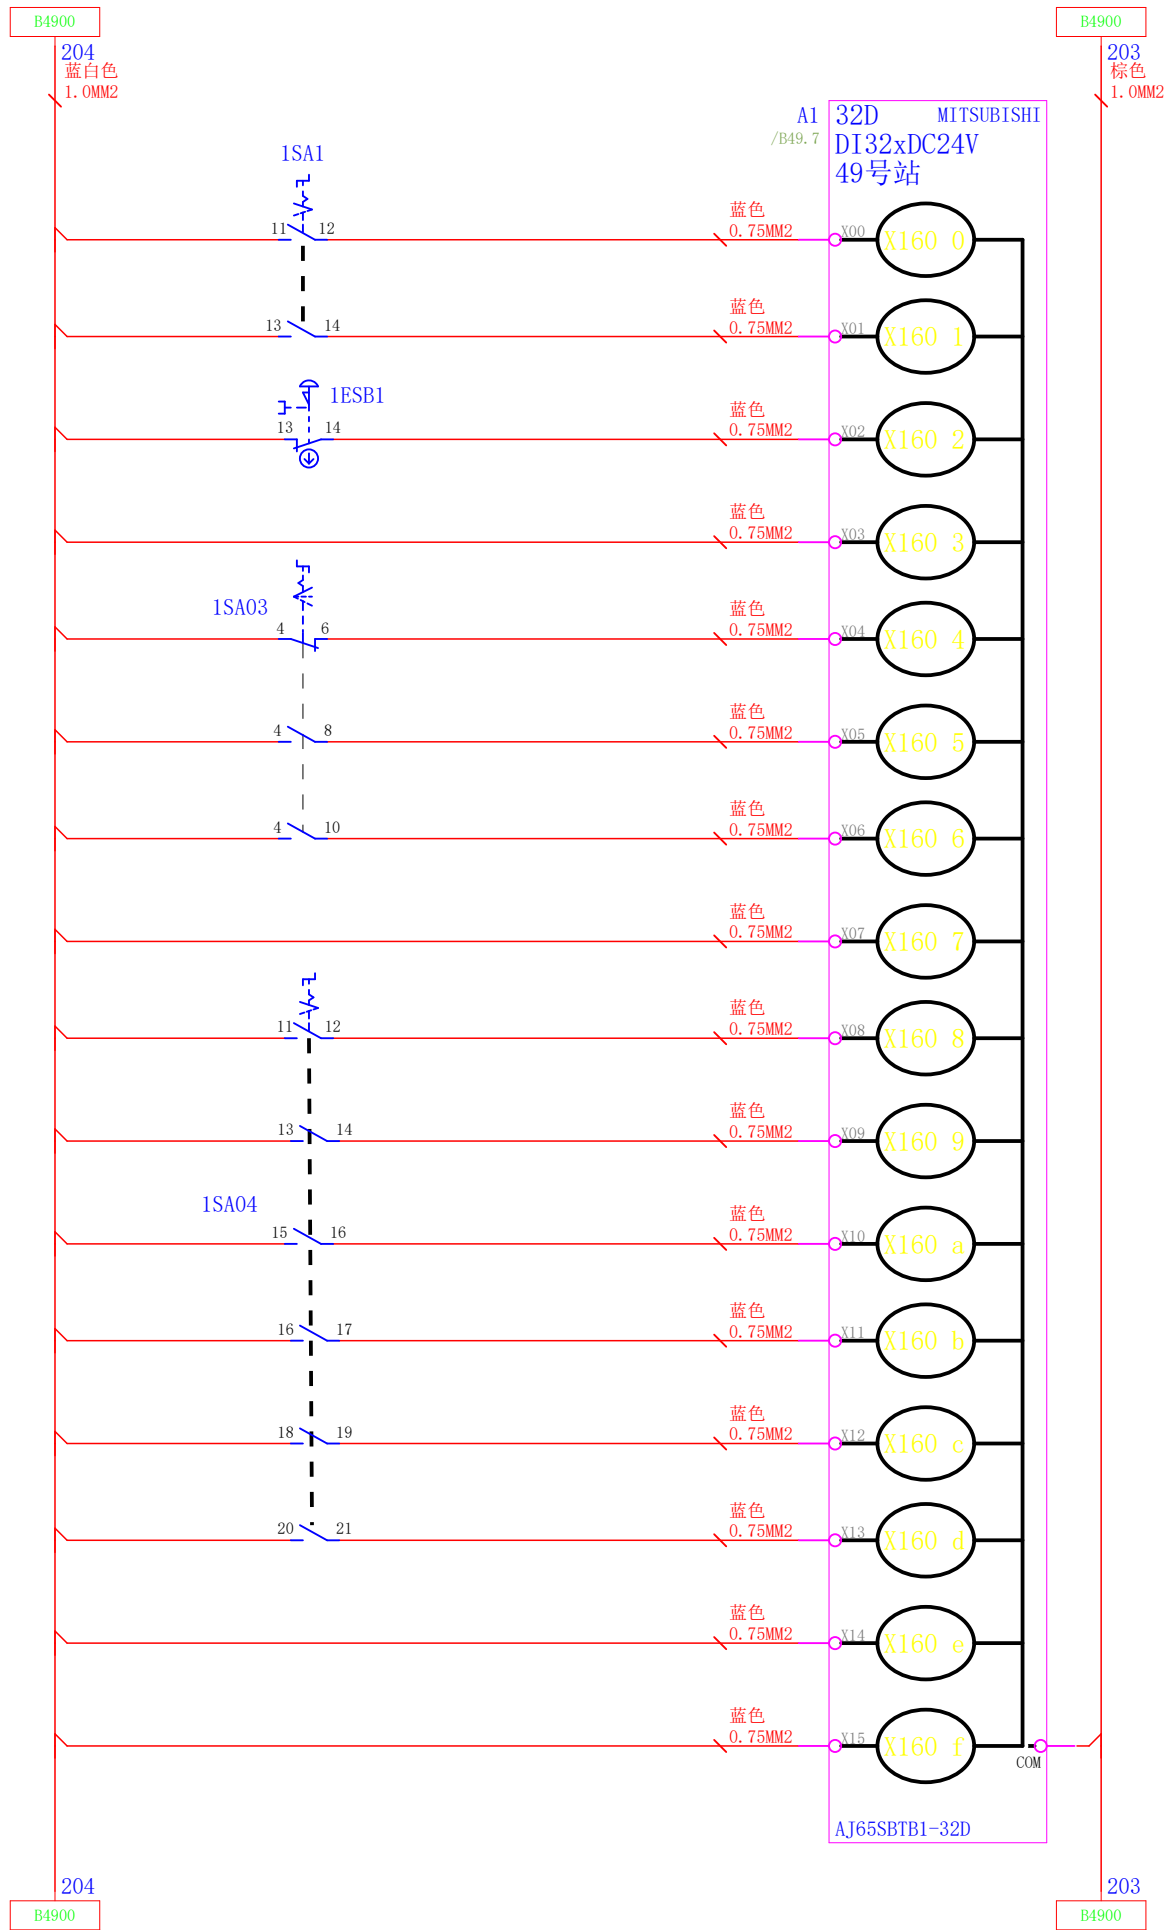 B4900
B4900
204
203
蓝白色
1.0MM2
棕色
1.0MM2
A1
/B49.7
32D
MITSUBISHI
DI32xDC24V
49号站
1SA1
11
12
蓝色
0.75MM2
X00
X160 0
13
14
蓝色
0.75MM2
X01
X160 1
1ESB1
13
14
蓝色
0.75MM2
X02
X160 2
蓝色
0.75MM2
X03
X160 3
1SA03
4
6
蓝色
0.75MM2
X04
X160 4
4
8
蓝色
0.75MM2
X05
X160 5
4
10
蓝色
0.75MM2
X06
X160 6
蓝色
0.75MM2
X07
X160 7
11
12
蓝色
0.75MM2
X08
X160 8
13
14
蓝色
0.75MM2
X09
X160 9
1SA04
15
16
蓝色
0.75MM2
X10
X160 a
16
17
蓝色
0.75MM2
X11
X160 b
18
19
蓝色
0.75MM2
X12
X160 c
20
21
蓝色
0.75MM2
X13
X160 d
蓝色
0.75MM2
X14
X160 e
蓝色
0.75MM2
X15
X160 f
COM
AJ65SBTB1-32D
204
203
B4900
B4900